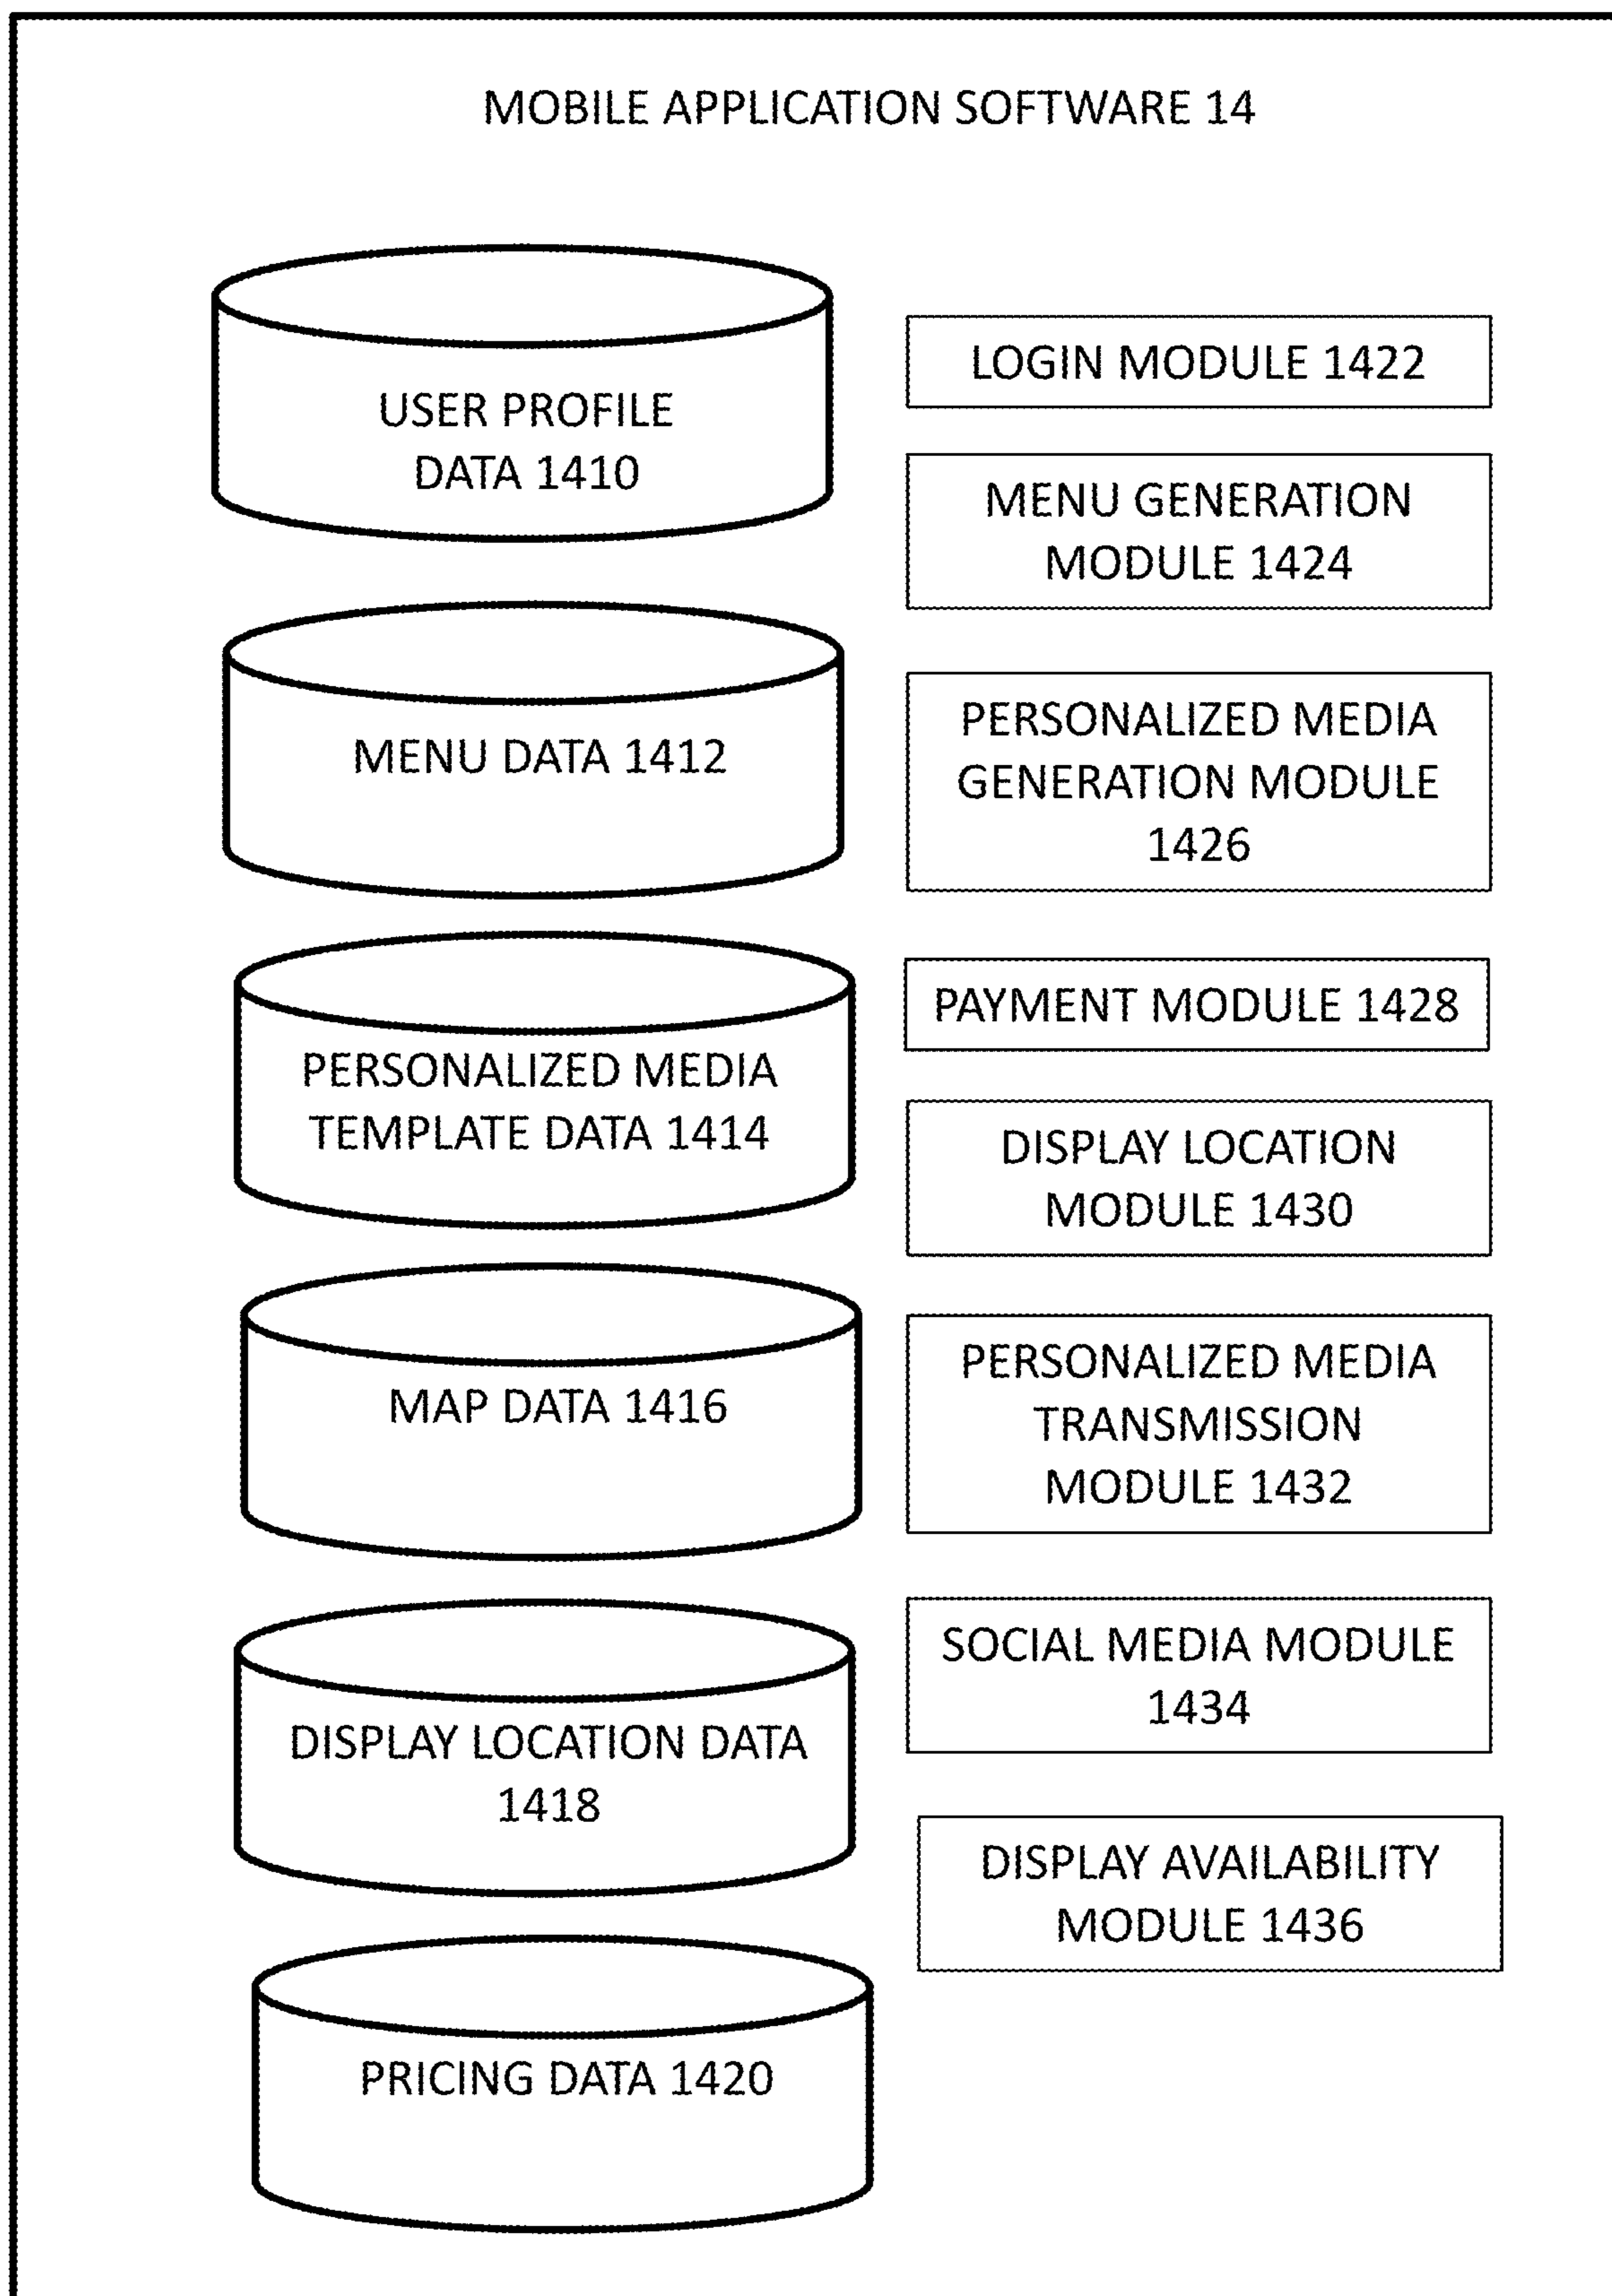 MOBILE APPLICATION SOFTWARE 14
USER PROFILE
DATA 1410
MENU DATA 1412
PERSONALIZED MEDIA
TEMPLATE DATA 1414
MAP DATA 1416
DISPLAY LOCATION DATA
1418
PRICING DATA 1420
LOGIN MODULE 1422
MENU GENERATION
MODULE 1424
PERSONALIZED MEDIA
GENERATION MODULE
1426
PAYMENT MODULE 1428
DISPLAY LOCATION
MODULE 1430
PERSONALIZED MEDIA
TRANSMISSION
MODULE 1432
SOCIAL MEDIA MODULE
1434
DISPLAY AVAILABILITY
MODULE 1436